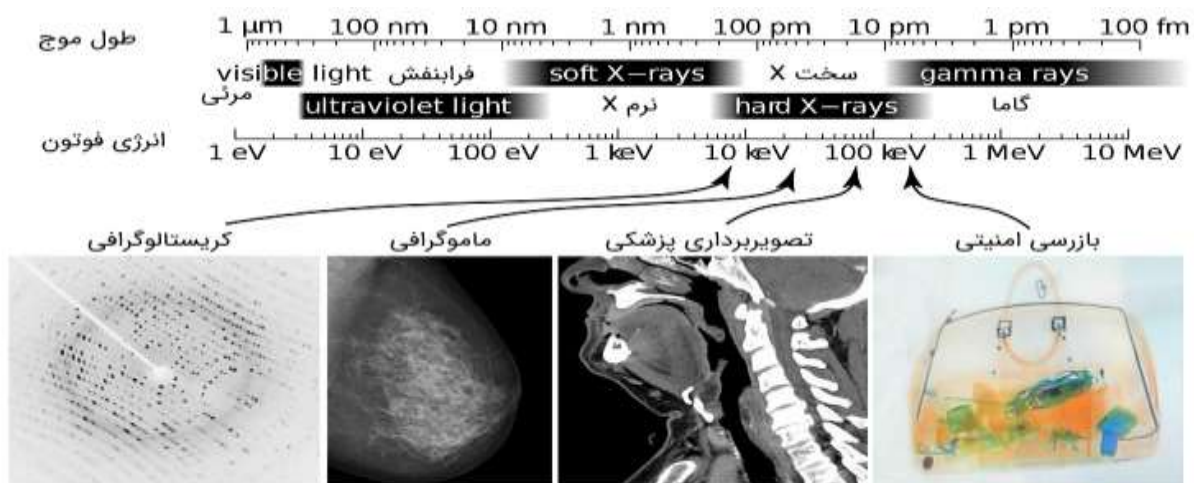 طول موج 1 µm 100 nm 10 nm 1 nm 100 pm 10 pm 1 pm 100 fm
visible light فرابنفش soft X−rays سخت X gamma rays
مرئی ultraviolet light نرم X hard X−rays گاما
انرژی فوتون 1 eV 10 eV 100 eV 1 keV 10 keV 100 keV 1 MeV 10 MeV
کریستالوگرافی ماموگرافی تصویربرداری پزشکی بازرسی امنیتی